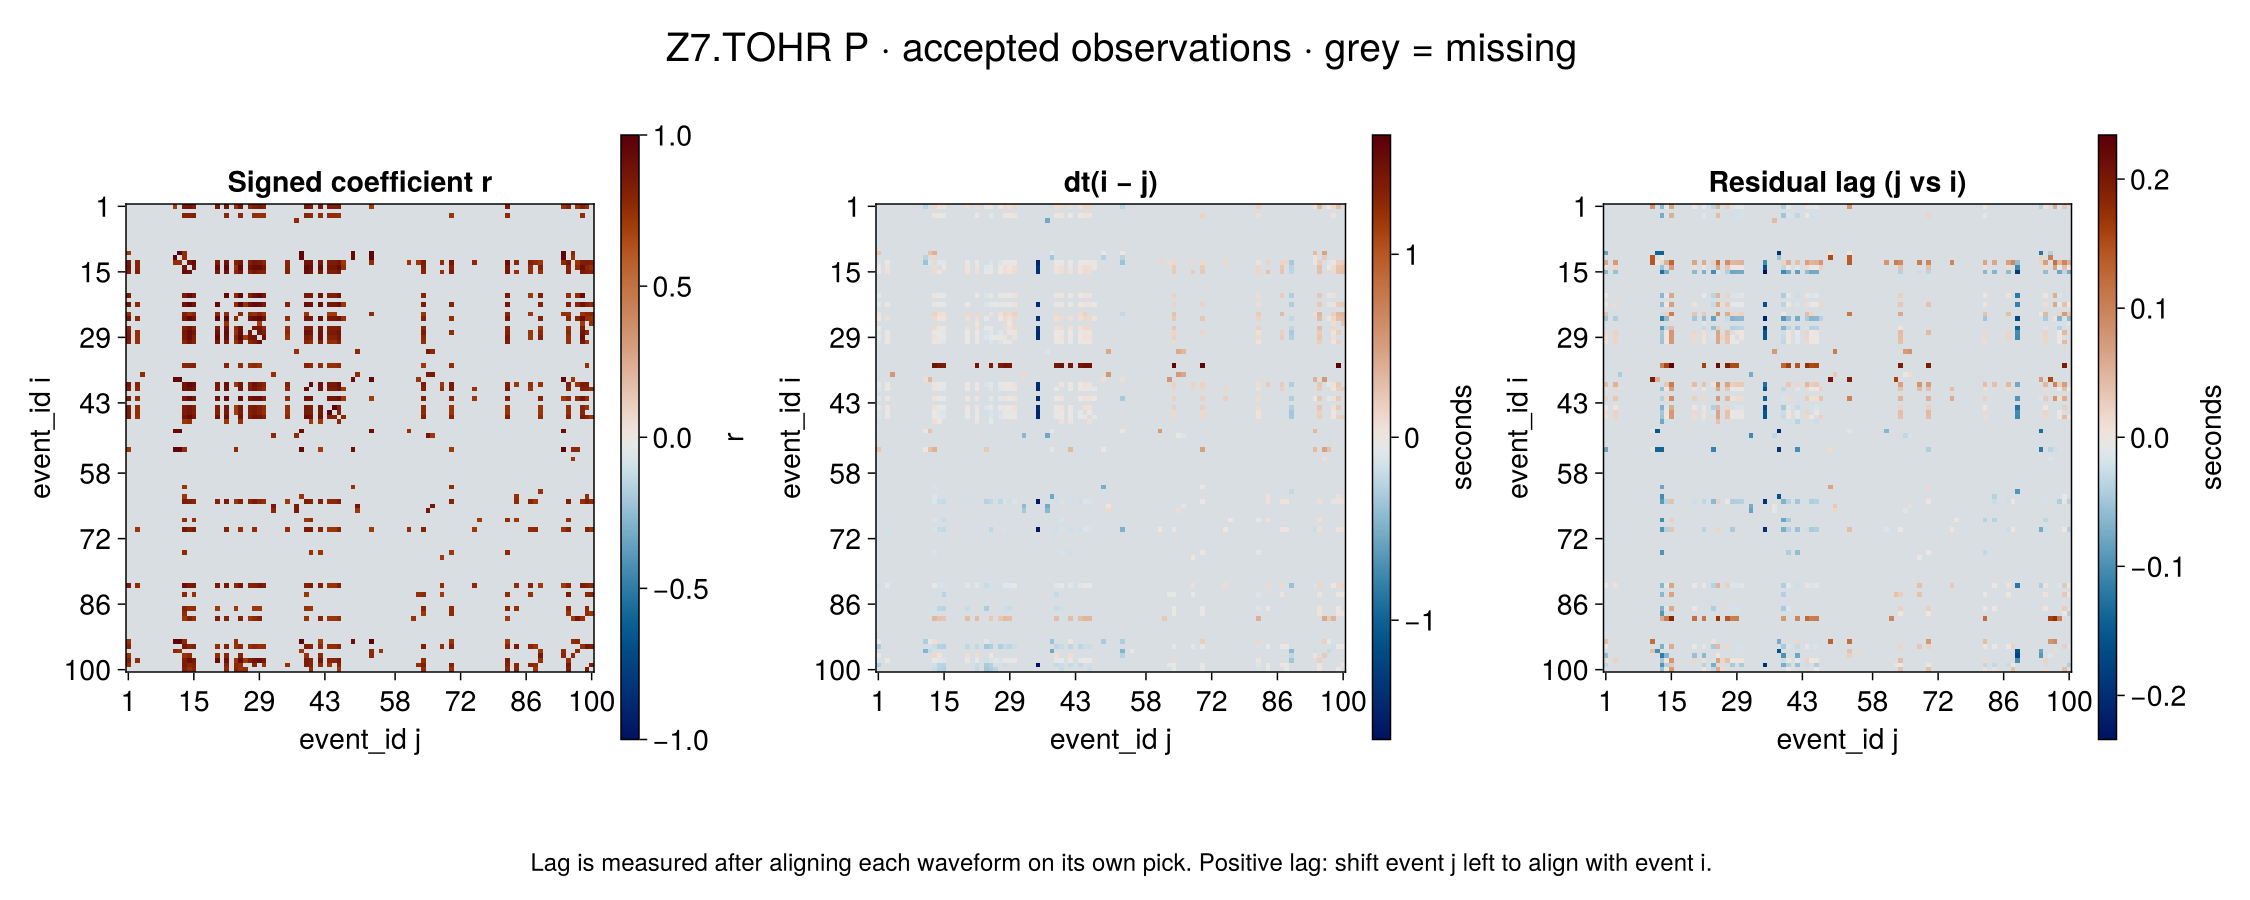 Z7.TOHR P · accepted observations · grey = missing
Signed coefficient r
1
15
29
43
58
72
86
100
event_id i
1 15 29 43 58 72 86 100
event_id j
1.0
0.5
0.0
−0.5
−1.0
r
dt(i − j)
1
15
29
43
58
72
86
100
event_id i
1 15 29 43 58 72 86 100
event_id j
1
0
−1
seconds
Residual lag (j vs i)
1
15
29
43
58
72
86
100
event_id i
1 15 29 43 58 72 86 100
event_id j
0.2
0.1
0.0
−0.1
−0.2
seconds
Lag is measured after aligning each waveform on its own pick. Positive lag: shift event j left to align with event i.